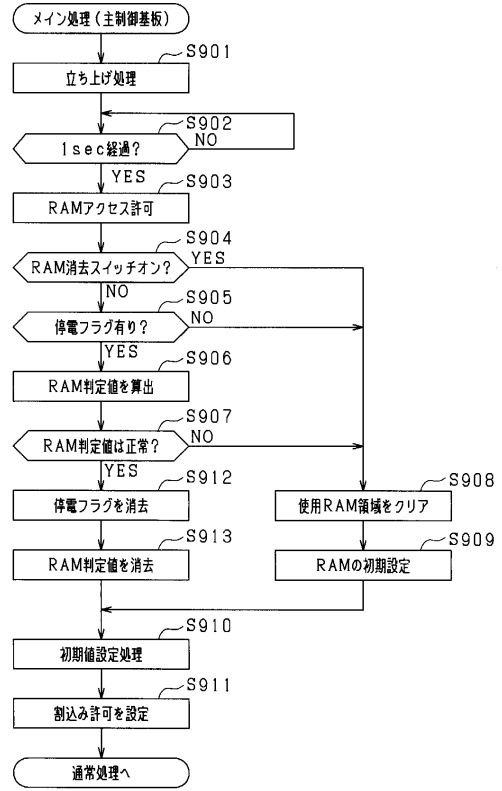 メイン処理(主制御基板)
S901
立ち上げ処理
S902
1sec経過?
NO
YES
S903
RAMアクセス許可
S904
RAM消去スイッチオン?
YES
NO
S905
停電フラグ有り?
NO
YES
S906
RAM判定値を算出
S907
RAM判定値は正常?
NO
YES
S912
停電フラグを消去
S908
使用RAM領域をクリア
S913
RAM判定値を消去
S909
RAMの初期設定
S910
初期値設定処理
S911
割込み許可を設定
通常処理へ